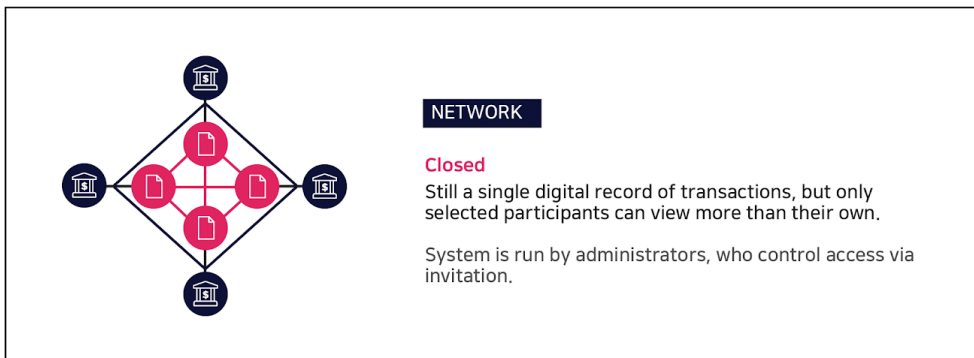 $
NETWORK
Closed
$
$
Still a single digital record of transactions, but only
selected participants can view more than their own.
System is run by administrators, who control access via
invitation.
$